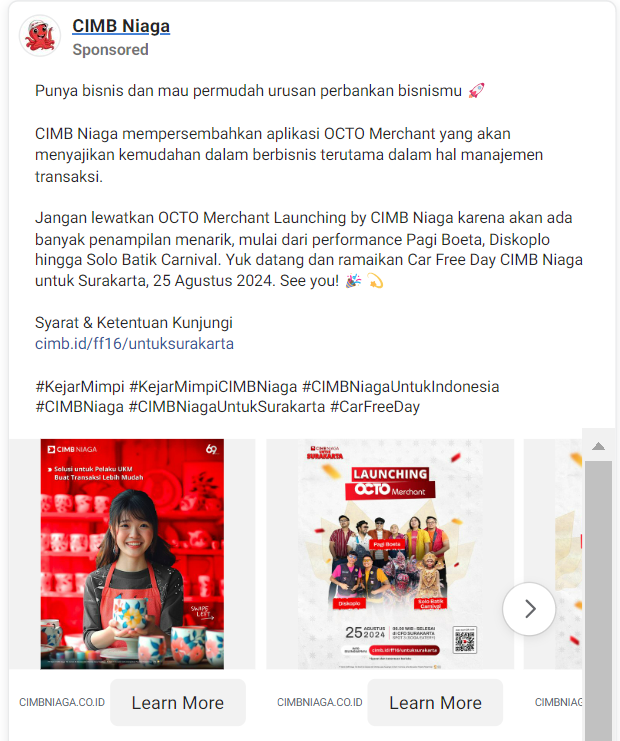 CIMB Niaga
Sponsored
Punya bisnis dan mau permudah urusan perbankan bisnismu 🚀
CIMB Niaga mempersembahkan aplikasi OCTO Merchant yang akan
menyajikan kemudahan dalam berbisnis terutama dalam hal manajemen
transaksi.
Jangan lewatkan OCTO Merchant Launching by CIMB Niaga karena akan ada
banyak penampilan menarik, mulai dari performance Pagi Boeta, Diskoplo
hingga Solo Batik Carnival. Yuk datang dan ramaikan Car Free Day CIMB Niaga
untuk Surakarta, 25 Agustus 2024. See you! 🎉 💫
Syarat & Ketentuan Kunjungi
cimb.id/ff16/untuksurakarta
#KejarMimpi #KejarMimpiCIMBNiaga #CIMBNiagaUntukIndonesia
#CIMBNiaga #CIMBNiagaUntukSurakarta #CarFreeDay
CIMB NIAGA
69
Solusi untuk Pelaku UKM
Buat Transaksi Lebih Mudah
SWIPE
LEFT
CIMB NIAGA
UNTUK
SURAKARTA
LAUNCHING
OCTO Merchant
Pagi Boeta
Diskoplo
Solo Batik
Carnival
25 AGUSTUS
2024
WIB - SELESAI
DI CFD SURAKARTA
cimb.id/ff16/untuksurakarta
CIMBNIAGA.CO.ID
Learn More
CIMBNIAGA.CO.ID
Learn More
CIMBNIAG